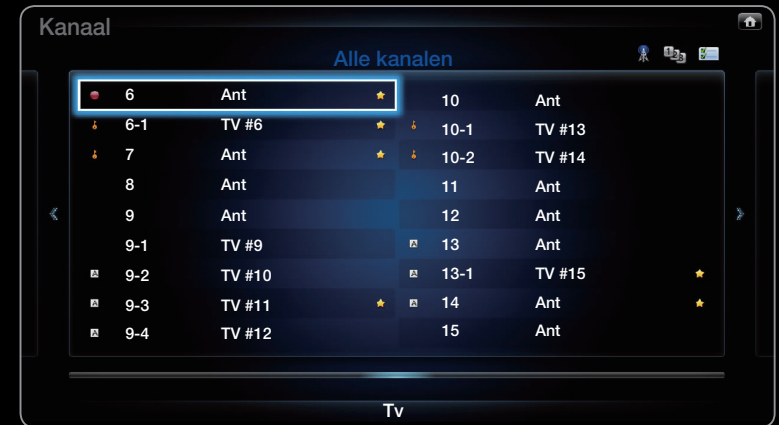 Kanaal
Alle kanalen
6 Ant
6-1 TV #6
7 Ant
8 Ant
9 Ant
9-1 TV #9
A 9-2 TV #10
A 9-3 TV #11
A 9-4 TV #12
10 Ant
10-1 TV #13
10-2 TV #14
11 Ant
12 Ant
A 13 Ant
A 13-1 TV #15
A 14 Ant
15 Ant
Tv